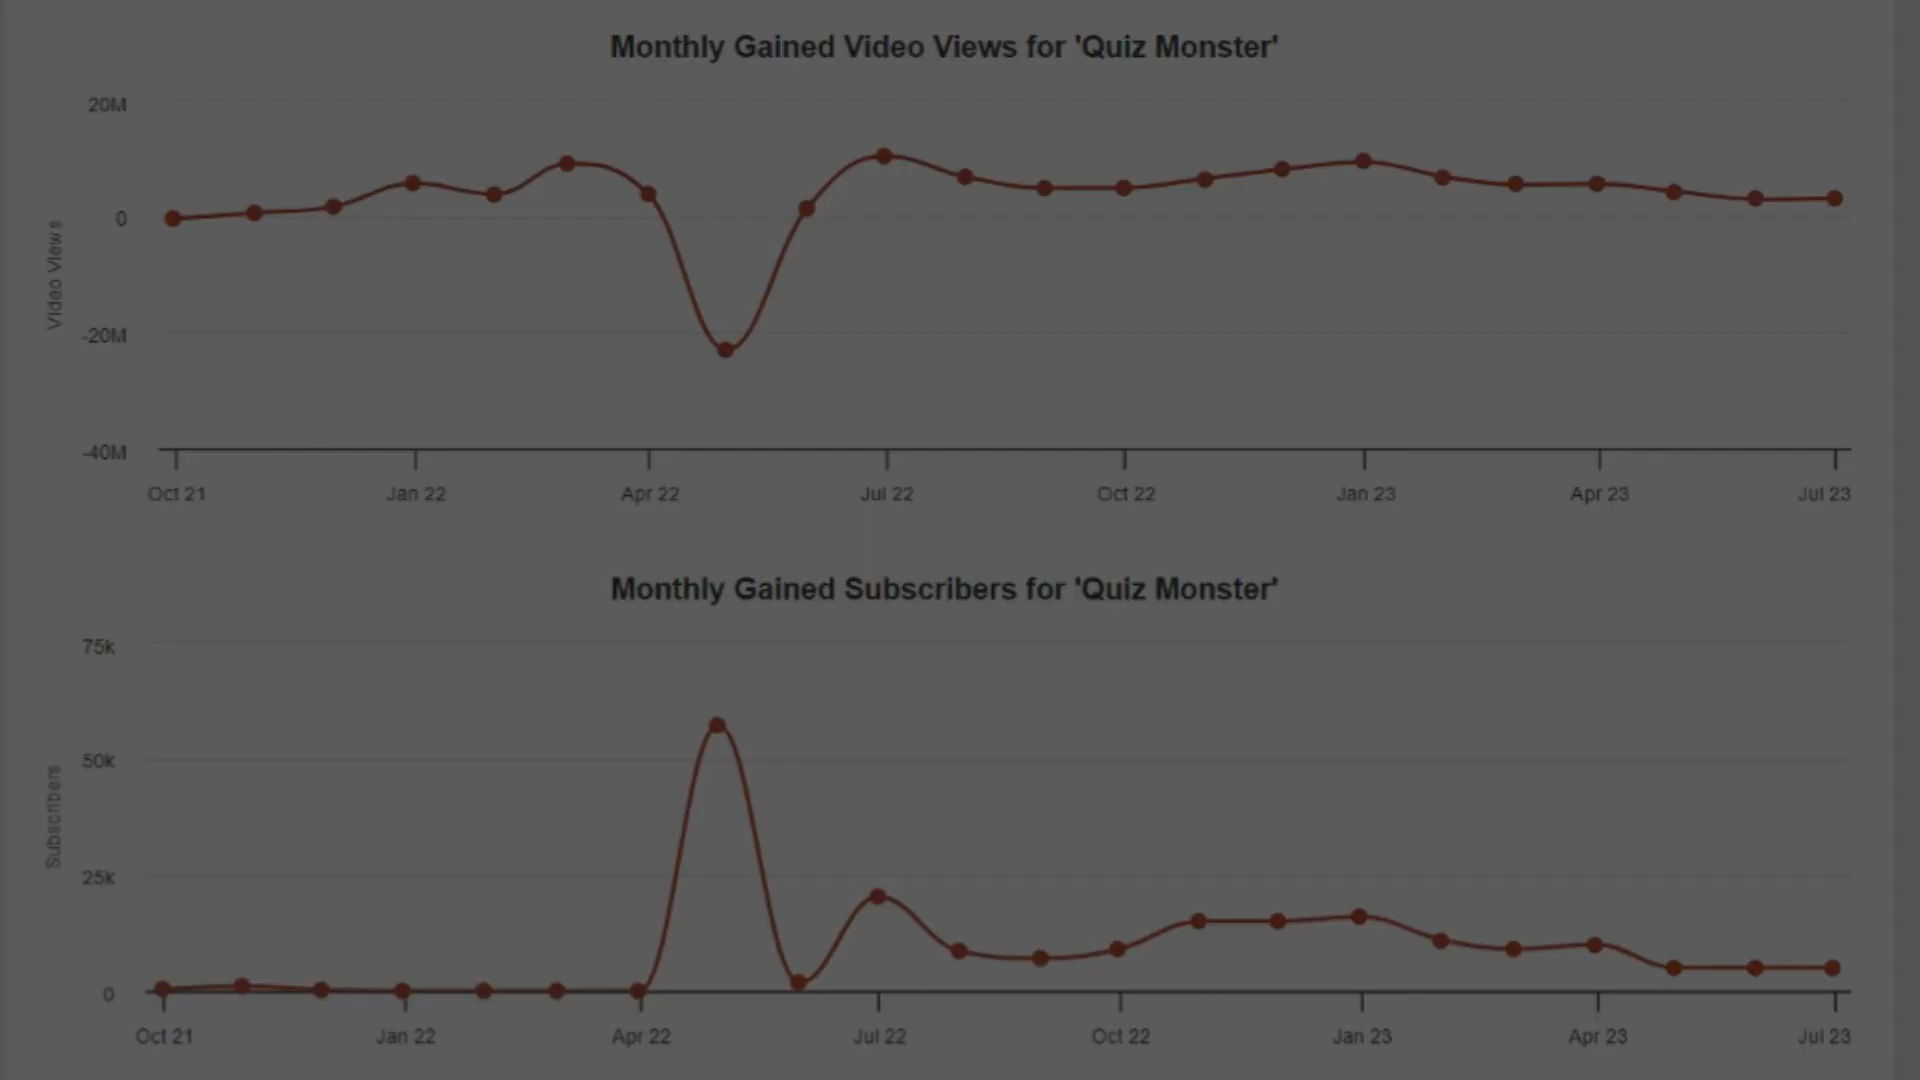 Monthly Gained Video Views for 'Quiz Monster'
20M
0
-20M
-40M
Video Views
Oct 21 Jan 22 Apr 22 Jul 22 Oct 22 Jan 23 Apr 23 Jul 23
Monthly Gained Subscribers for 'Quiz Monster'
75k
50k
25k
0
Subscribers
Oct 21 Jan 22 Apr 22 Jul 22 Oct 22 Jan 23 Apr 23 Jul 23